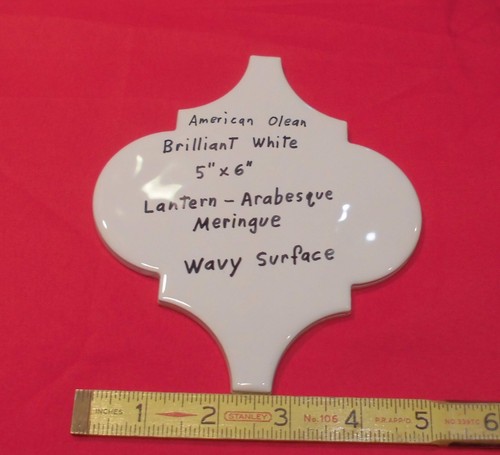 American Olean
Brilliant White
5" x 6"
Lantern - Arabesque
Meringue
Wavy Surface
INCHES 1 2 STANLEY 3 No 106 4 P.R. APP'D. 5 6